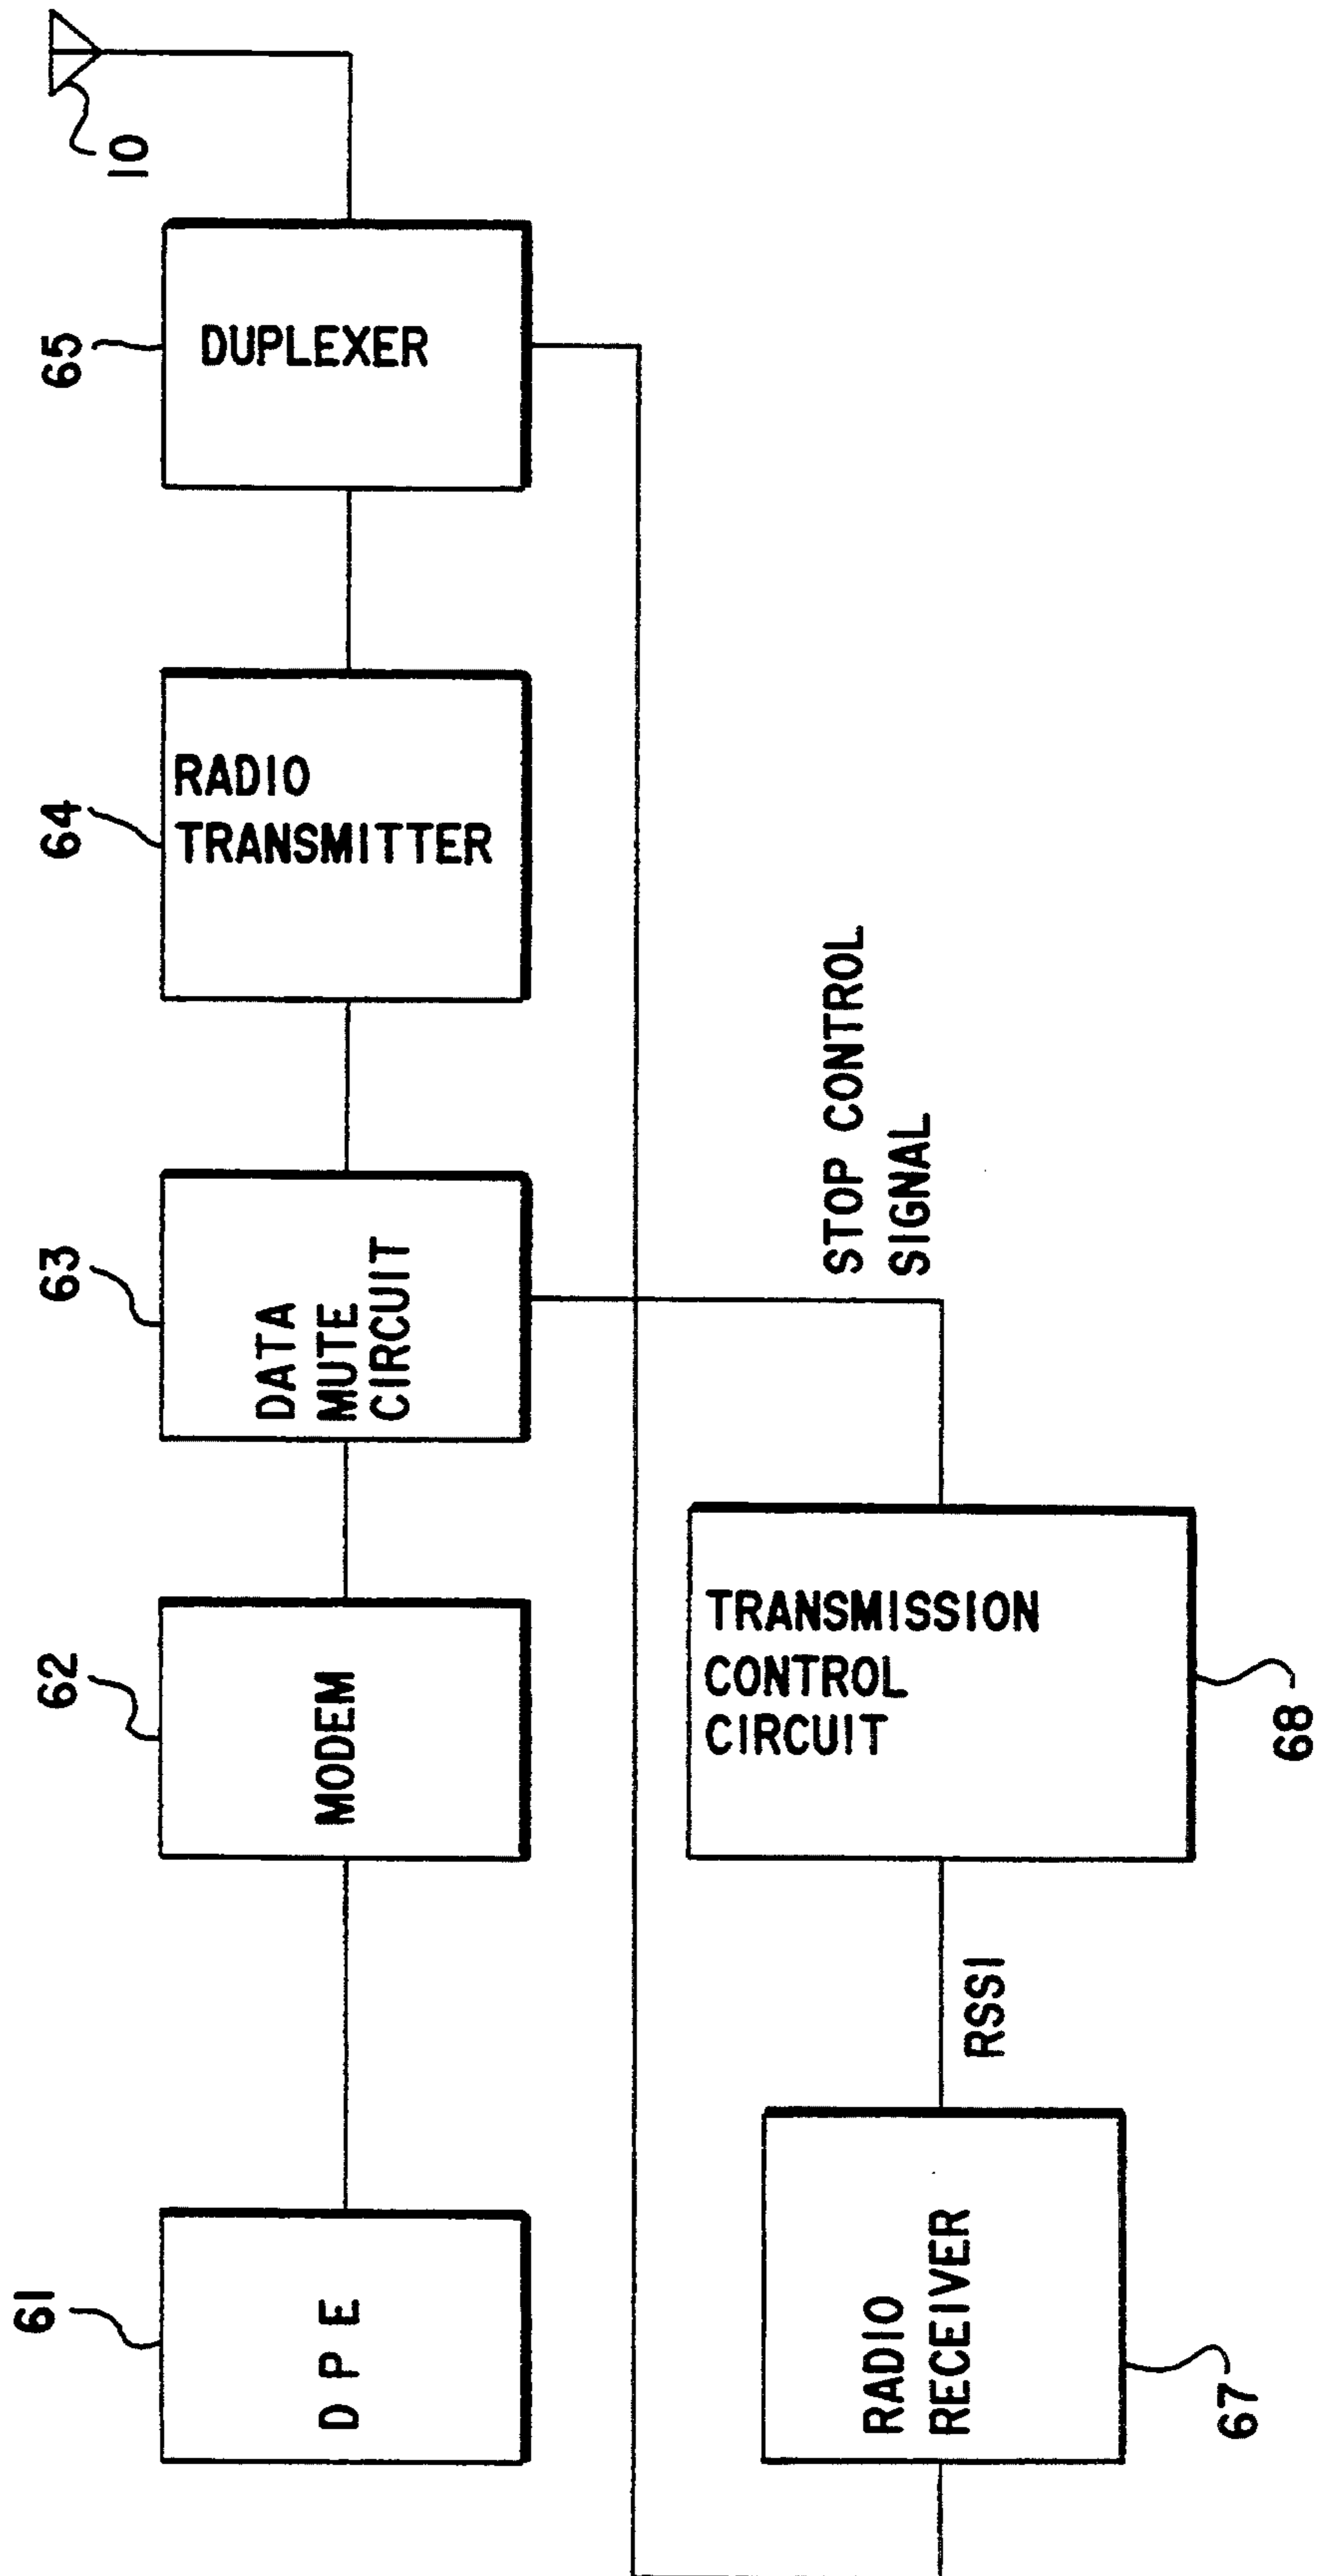 10
65
DUPLEXER
64
RADIO
TRANSMITTER
63
DATA
MUTE
CIRCUIT
STOP CONTROL
SIGNAL
62
MODEM
TRANSMISSION
CONTROL
CIRCUIT
68
RSSI
61
D P E
RADIO
RECEIVER
67